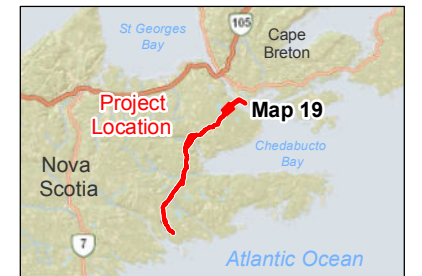 St Georges
Bay
105
Cape
Breton
Project
Location
Map 19
Chedabucto
Bay
Nova
Scotia
7
Atlantic Ocean